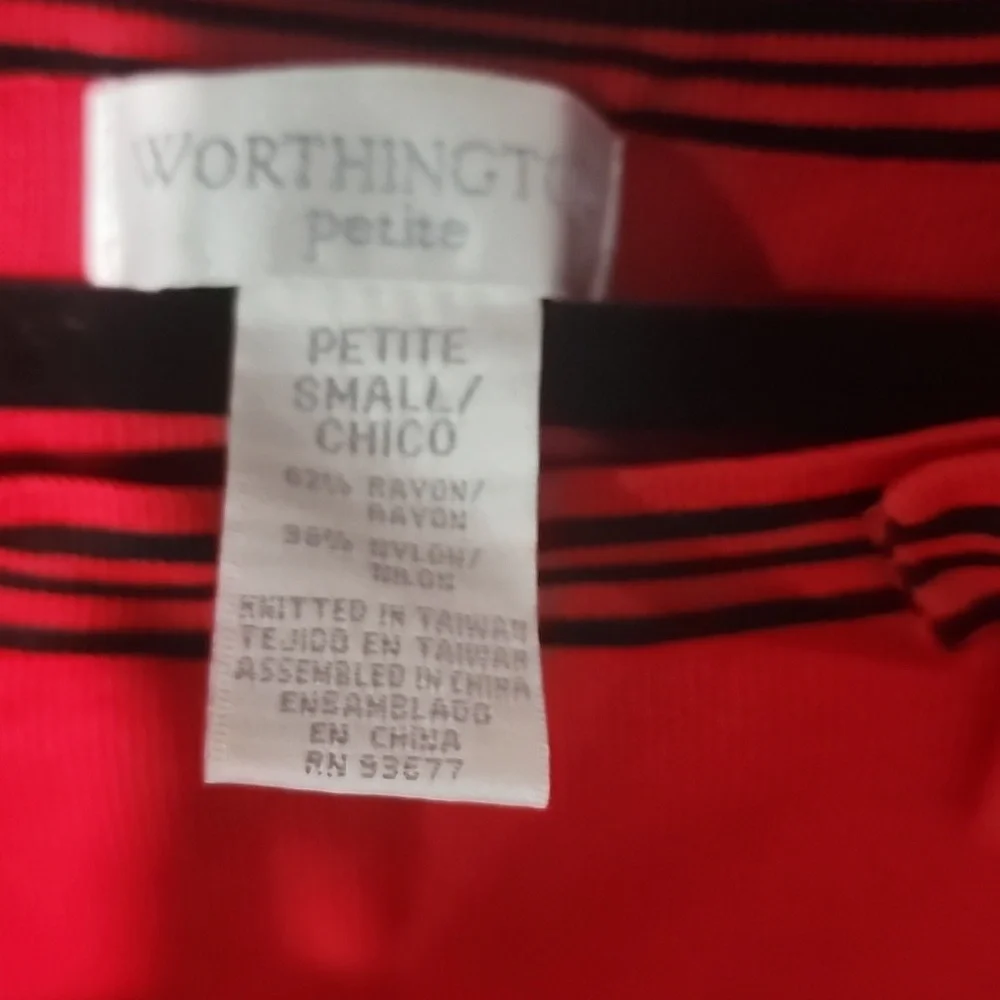 WORTHINGTO
petite
PETITE
SMALL/
CHICO
62% RAYON/
RAYON
38% NYLON/
NILON
KNITTED IN TAIWAN
TEJIDO EN TAIWAN
ASSEMBLED IN CHINA
ENSAMBLADO
EN CHINA
RN 93677